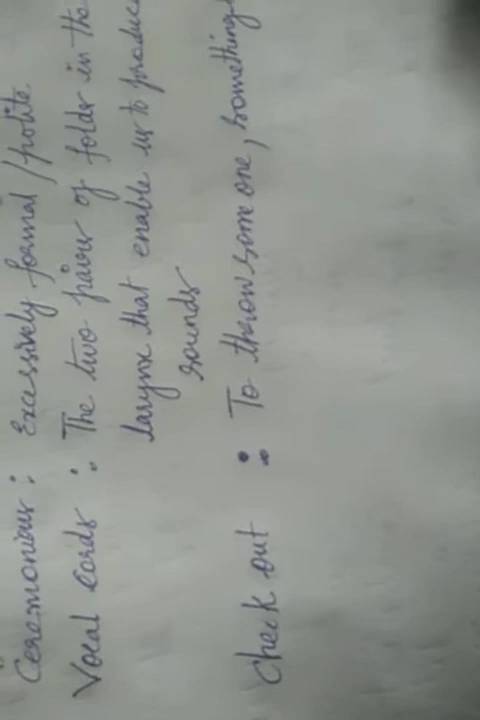 Ceremonious : Excessively formal / polite
Vocal cords : The two pairs of folds in the
larynx that enable us to produce
sounds
Check out : To throw some one, something